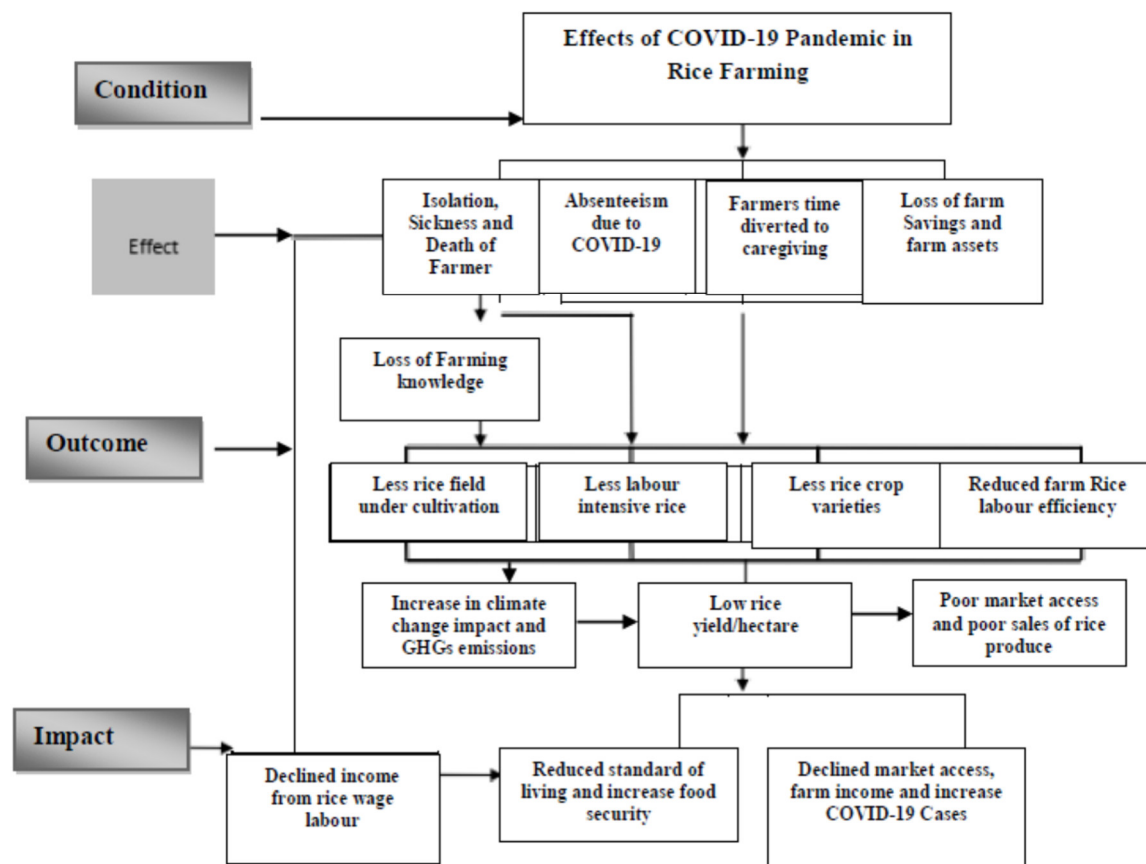 Effects of COVID-19 Pandemic in
Rice Farming
Condition
Effect
Isolation,
Sickness and
Death of
Farmer
Absenteeism
due to
COVID-19
Farmers time
diverted to
caregiving
Loss of farm
Savings and
farm assets
Loss of Farming
knowledge
Outcome
Less rice field
under cultivation
Less labour
intensive rice
Less rice crop
varieties
Reduced farm Rice
labour efficiency
Increase in climate
change impact and
GHGs emissions
Low rice
yield/hectare
Poor market access
and poor sales of rice
produce
Impact
Declined income
from rice wage
labour
Reduced standard of
living and increase food
security
Declined market access,
farm income and increase
COVID-19 Cases